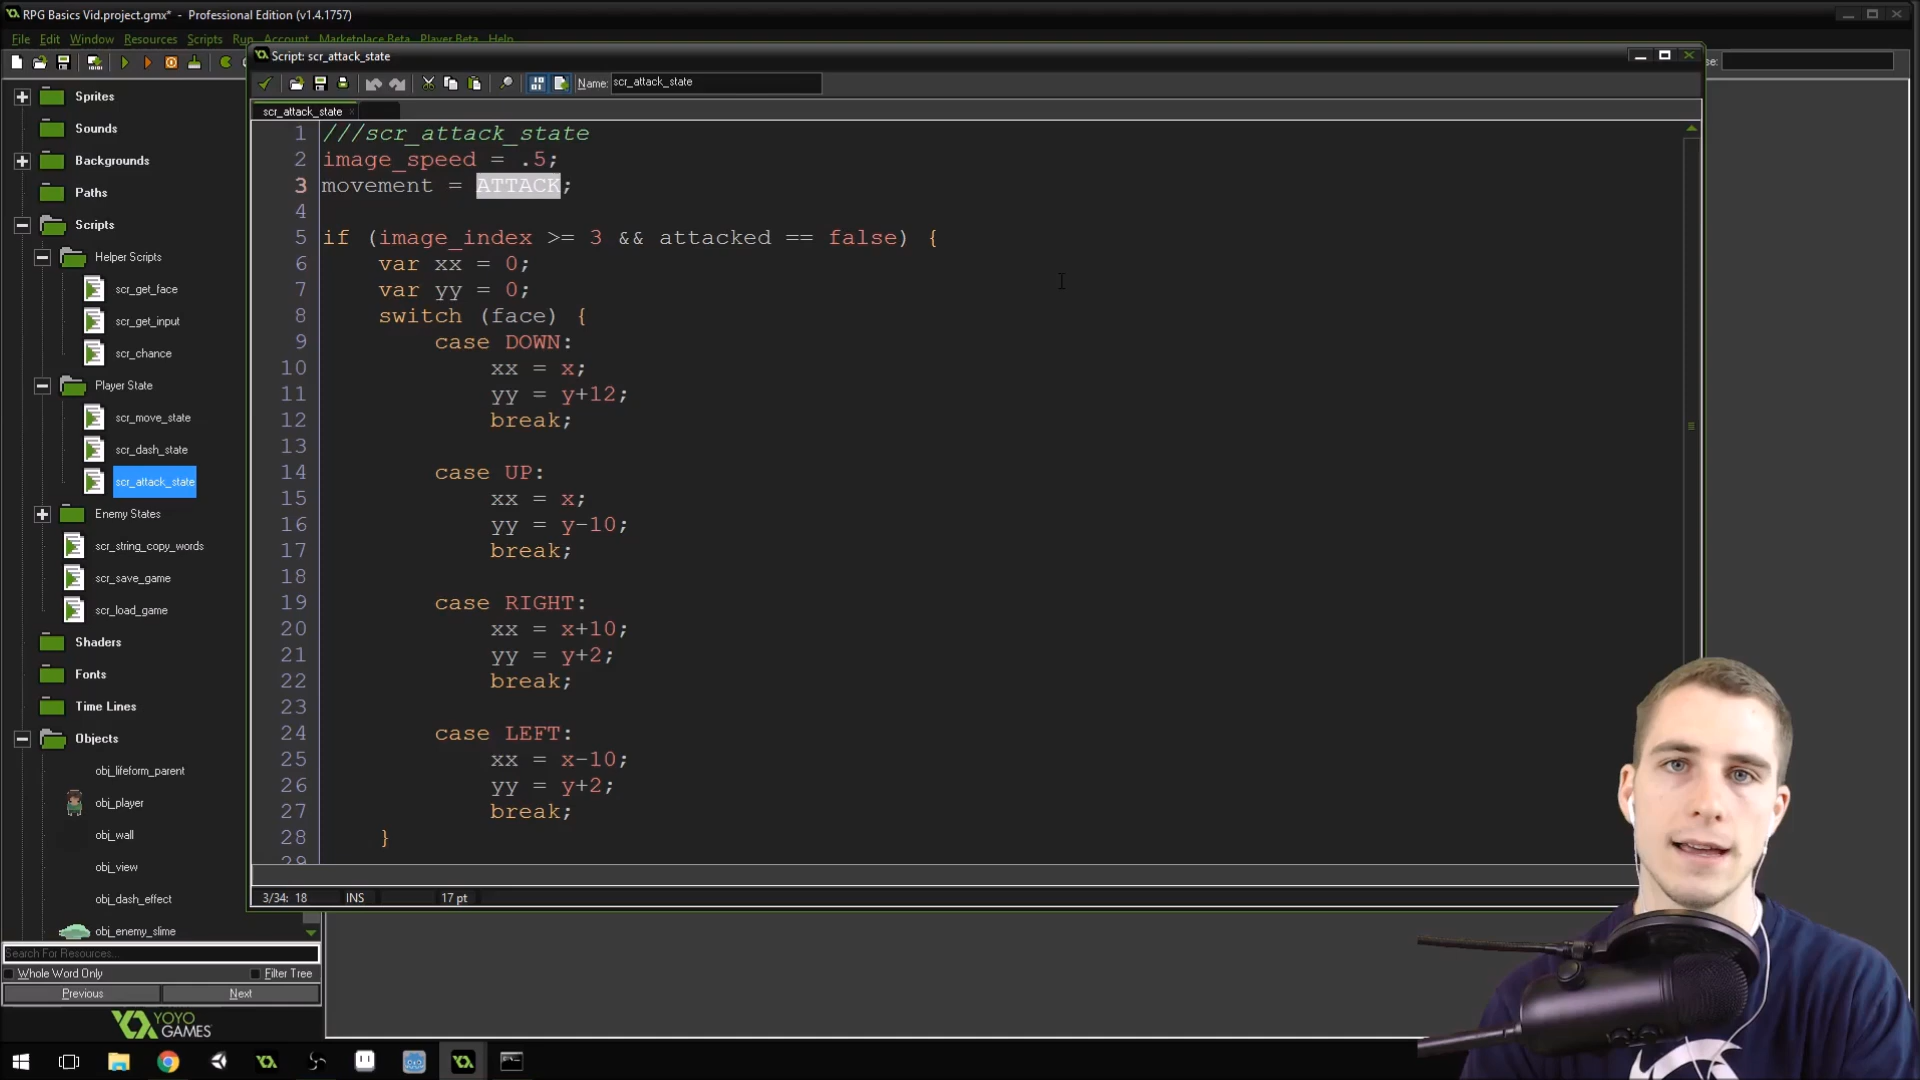 RPG Basics Vid.project.gmx* - Professional Edition (v1.4.1757)
File Edit Window Resources Scripts Run Account Marketplace Beta Player Beta Help
Script: scr_attack_state
Name: scr_attack_state
scr_attack_state
Sprites
Sounds
Backgrounds
Paths
Scripts
Helper Scripts
scr_get_face
scr_get_input
scr_chance
Player State
scr_move_state
scr_dash_state
scr_attack_state
Enemy States
scr_string_copy_words
scr_save_game
scr_load_game
Shaders
Fonts
Time Lines
Objects
obj_lifeform_parent
obj_player
obj_wall
obj_view
obj_dash_effect
obj_enemy_slime
Search For Resources...
Whole Word Only Filter Tree
Previous Next
YOYO
GAMES
1 ///scr_attack_state
2 image_speed = .5;
3 movement = ATTACK;
4
5 if (image_index >= 3 && attacked == false) {
6 var xx = 0;
7 var yy = 0;
8 switch (face) {
9 case DOWN:
10 xx = x;
11 yy = y+12;
12 break;
13
14 case UP:
15 xx = x;
16 yy = y-10;
17 break;
18
19 case RIGHT:
20 xx = x+10;
21 yy = y+2;
22 break;
23
24 case LEFT:
25 xx = x-10;
26 yy = y+2;
27 break;
28 }
29
3/34: 18 INS 17 pt